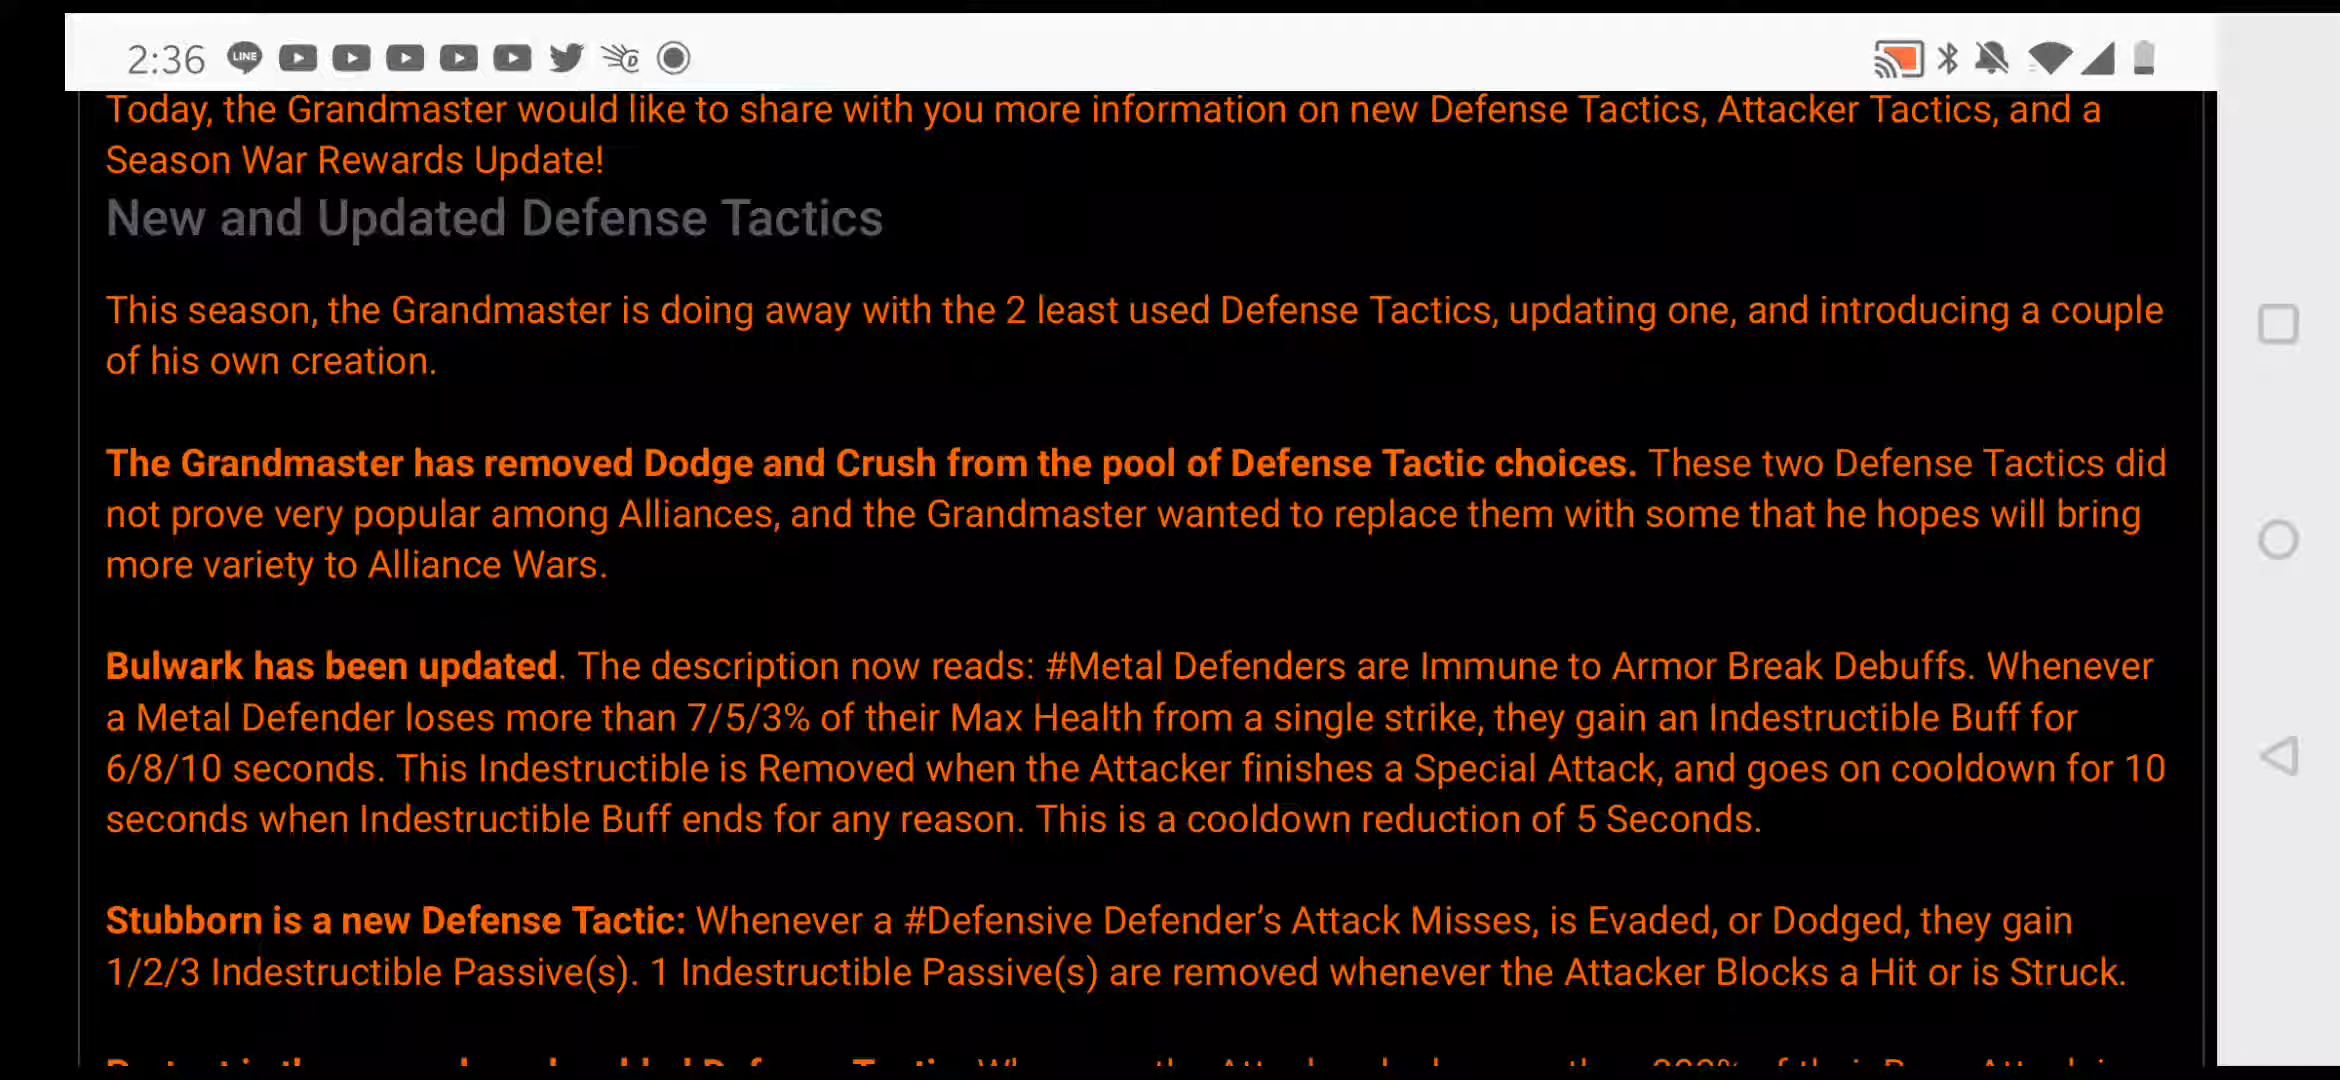 2:36 LINE D
Today, the Grandmaster would like to share with you more information on new Defense Tactics, Attacker Tactics, and a
Season War Rewards Update!
New and Updated Defense Tactics
This season, the Grandmaster is doing away with the 2 least used Defense Tactics, updating one, and introducing a couple
of his own creation.
The Grandmaster has removed Dodge and Crush from the pool of Defense Tactic choices. These two Defense Tactics did
not prove very popular among Alliances, and the Grandmaster wanted to replace them with some that he hopes will bring
more variety to Alliance Wars.
Bulwark has been updated. The description now reads: #Metal Defenders are Immune to Armor Break Debuffs. Whenever
a Metal Defender loses more than 7/5/3% of their Max Health from a single strike, they gain an Indestructible Buff for
6/8/10 seconds. This Indestructible is Removed when the Attacker finishes a Special Attack, and goes on cooldown for 10
seconds when Indestructible Buff ends for any reason. This is a cooldown reduction of 5 Seconds.
Stubborn is a new Defense Tactic: Whenever a #Defensive Defender's Attack Misses, is Evaded, or Dodged, they gain
1/2/3 Indestructible Passive(s). 1 Indestructible Passive(s) are removed whenever the Attacker Blocks a Hit or is Struck.